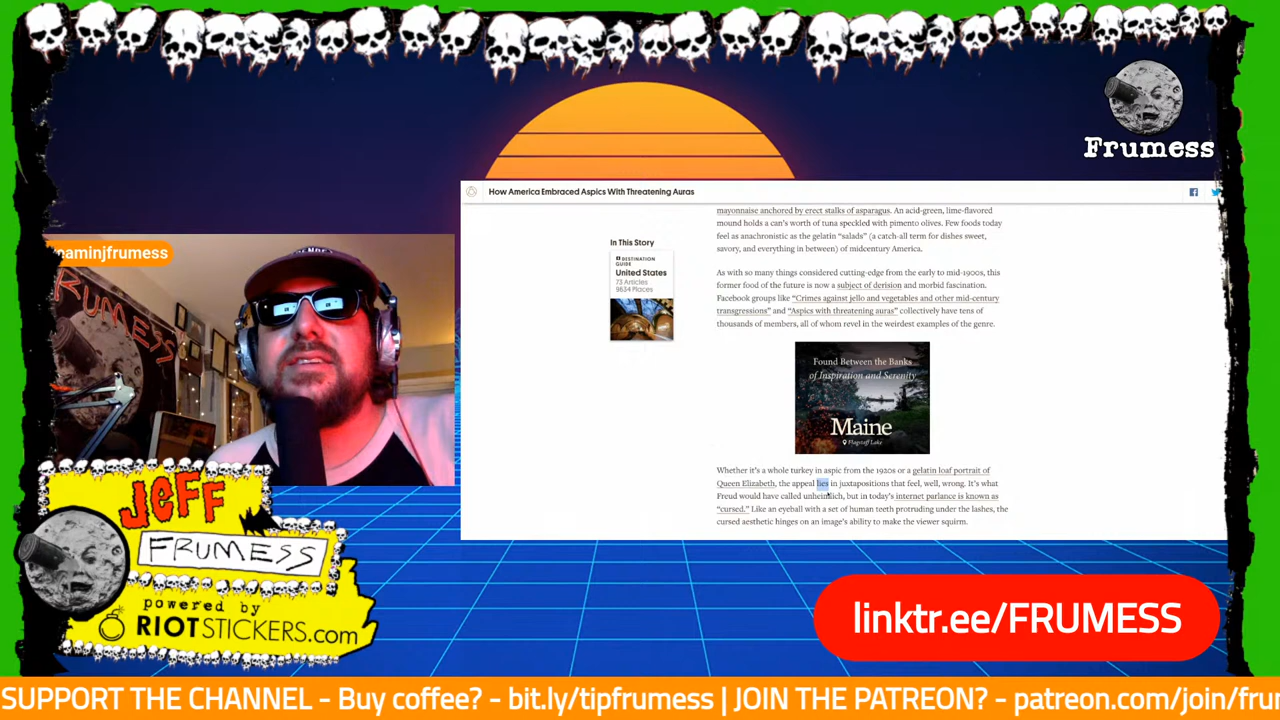 Frumess
How America Embraced Aspics With Threatening Auras
mayonnaise anchored by erect stalks of asparagus. An acid-green, lime-flavored
mound holds a can's worth of tuna speckled with pimento olives. Few foods today
feel as anachronistic as the gelatin “salads” (a catch-all term for dishes sweet,
savory, and everything in between) of midcentury America.
In This Story
DESTINATION
GUIDE
United States
73 Articles
9634 Places
As with so many things considered cutting-edge from the early to mid-1900s, this
former food of the future is now a subject of derision and morbid fascination.
Facebook groups like “Crimes against jello and vegetables and other mid-century
transgressions” and “Aspics with threatening auras” collectively have tens of
thousands of members, all of whom revel in the weirdest examples of the genre.
Found Between the Banks
of Inspiration and Serenity
Maine
Flagstaff Lake
Whether it's a whole turkey in aspic from the 1920s or a gelatin loaf portrait of
Queen Elizabeth, the appeal lies in juxtapositions that feel, well, wrong. It's what
Freud would have called unheimlich, but in today's internet parlance is known as
“cursed.” Like an eyeball with a set of human teeth protruding under the lashes, the
cursed aesthetic hinges on an image's ability to make the viewer squirm.
eaminjfrumess
FRUMESS
JEFF
FRUMESS
powered by
RIOTSTICKERS.com
linktr.ee/FRUMESS
SUPPORT THE CHANNEL - Buy coffee? - bit.ly/tipfrumess | JOIN THE PATREON? - patreon.com/join/frum